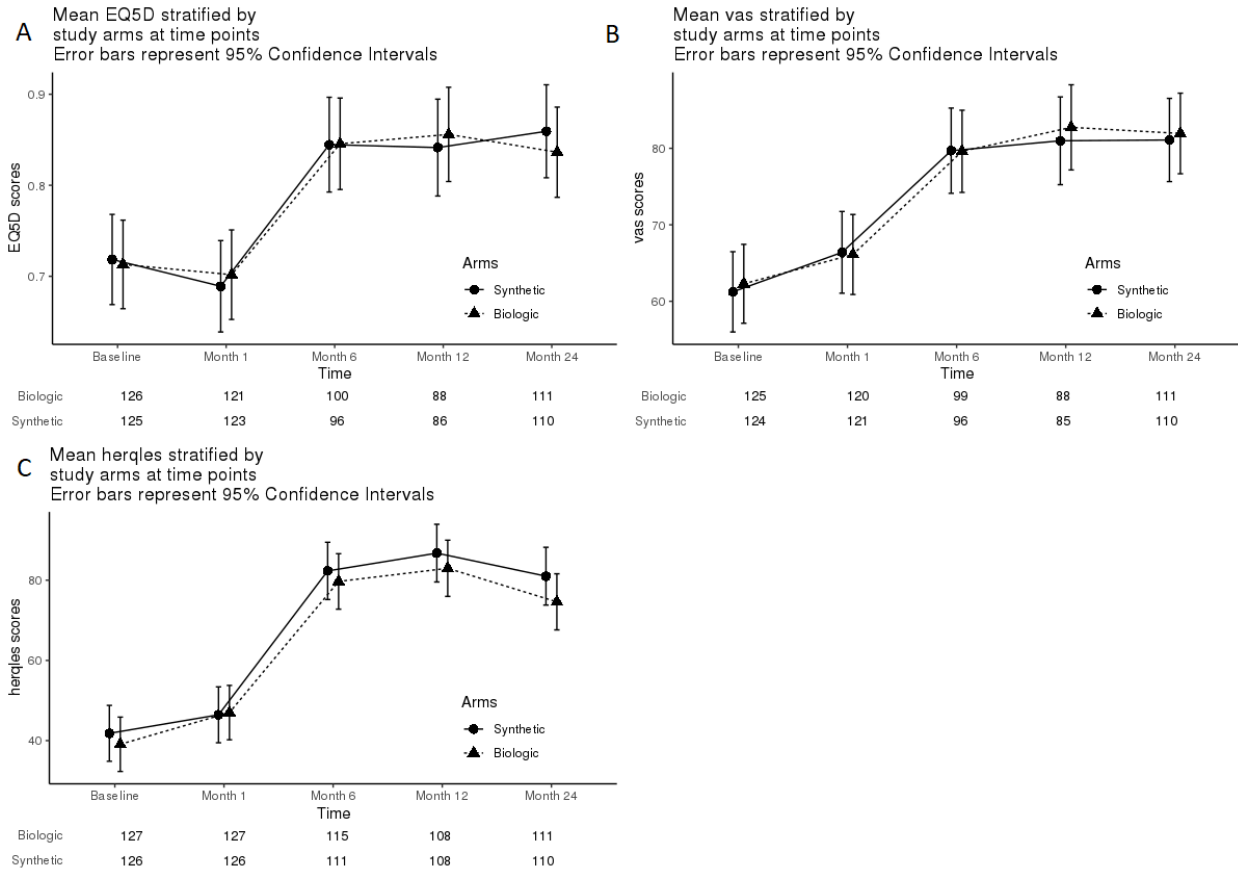 A
Mean EQ5D stratified by
study arms at time points
Error bars represent 95% Confidence Intervals
EQ5D scores
0.9
0.8
0.7
Arms
Synthetic
Biologic
Baseline Month 1 Month 6 Month 12 Month 24
Time
Biologic 126 121 100 88 111
Synthetic 125 123 96 86 110
B
Mean vas stratified by
study arms at time points
Error bars represent 95% Confidence Intervals
vas scores
80
70
60
Arms
Synthetic
Biologic
Baseline Month 1 Month 6 Month 12 Month 24
Time
Biologic 125 120 99 88 111
Synthetic 124 121 96 85 110
C
Mean herqles stratified by
study arms at time points
Error bars represent 95% Confidence Intervals
herqles scores
80
60
40
Arms
Synthetic
Biologic
Baseline Month 1 Month 6 Month 12 Month 24
Time
Biologic 127 127 115 108 111
Synthetic 126 126 111 108 110